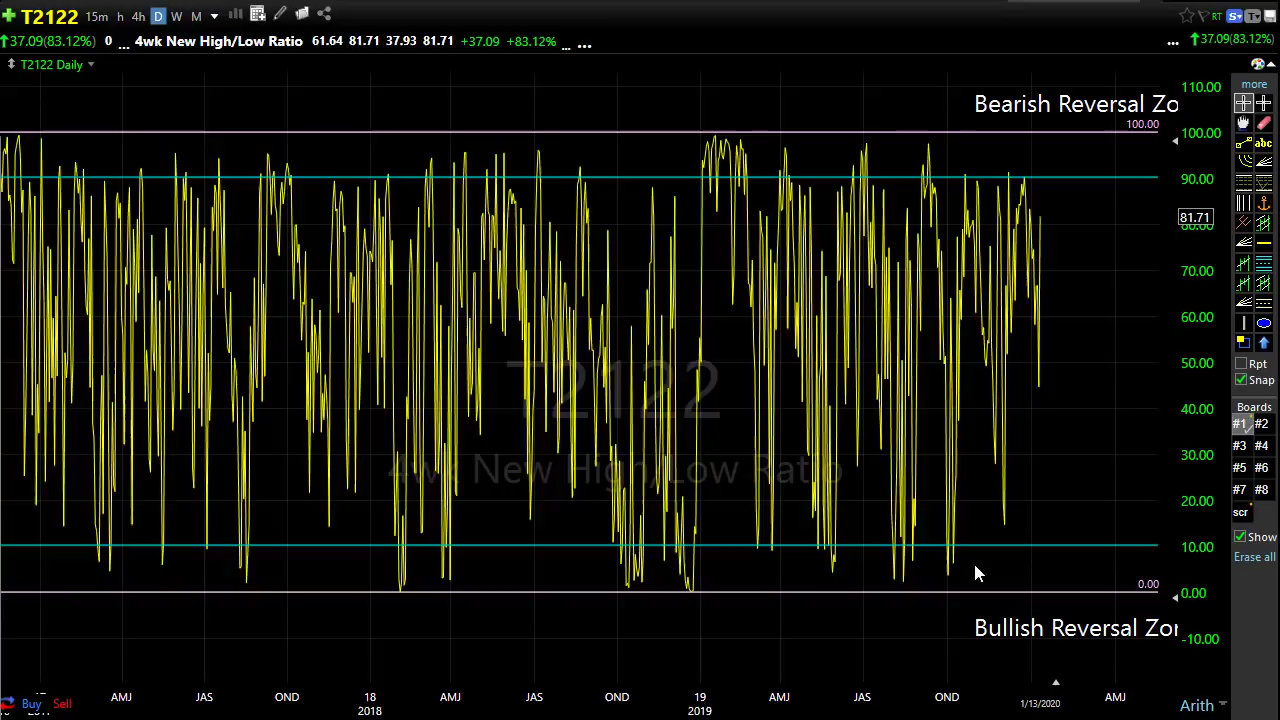 T2122 15m h 4h D W M RT S T
37.09(83.12%) 0 ... 4wk New High/Low Ratio 61.64 81.71 37.93 81.71 +37.09 +83.12% ... ... ... 37.09(83.12%)
T2122 Daily
more
110.00
Bearish Reversal Zo
100.00
100.00
abc
90.00
81.71
80.00
70.00
60.00
50.00
Rpt
Snap
T2122
40.00
Boards
#1 #2
#3 #4
30.00
4wk New High/Low Ratio
#5 #6
#7 #8
20.00
scr
Show
10.00
Erase all
0.00
0.00
Bullish Reversal Zor
-10.00
AMJ JAS OND 18 AMJ JAS OND 19 AMJ JAS OND AMJ
Buy Sell 1/13/2020 Arith
2018 2019